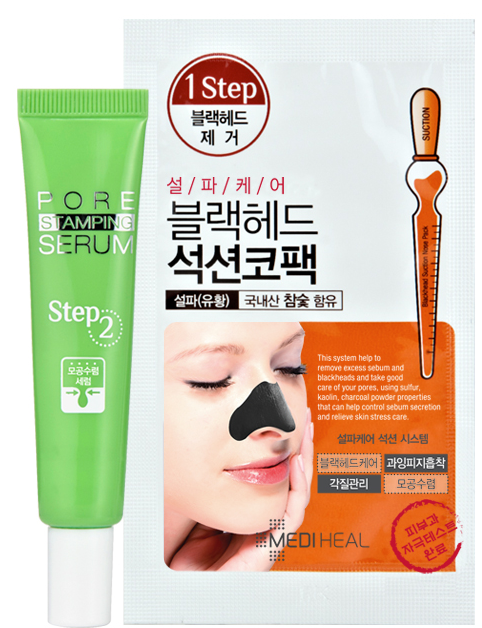 PORE
STAMPING
SERUM
Step2
모공수렴
세럼
1 Step
블랙헤드
제 거
설/파/케/어
블랙헤드
석션코팩
설파(유황) 국내산 참숯 함유
SUCTION
Blackhead Suction Nose Pack
This system help to
remove excess sebum and
blackheads and take good
care of your pores, using sulfur,
kaolin, charcoal powder properties
that can help control sebum secretion
and relieve skin stress care.
설파케어 석션 시스템
블랙헤드케어 과잉피지흡착
각질관리 모공수렴
MEDIHEAL
피부과
자극테스트
완료